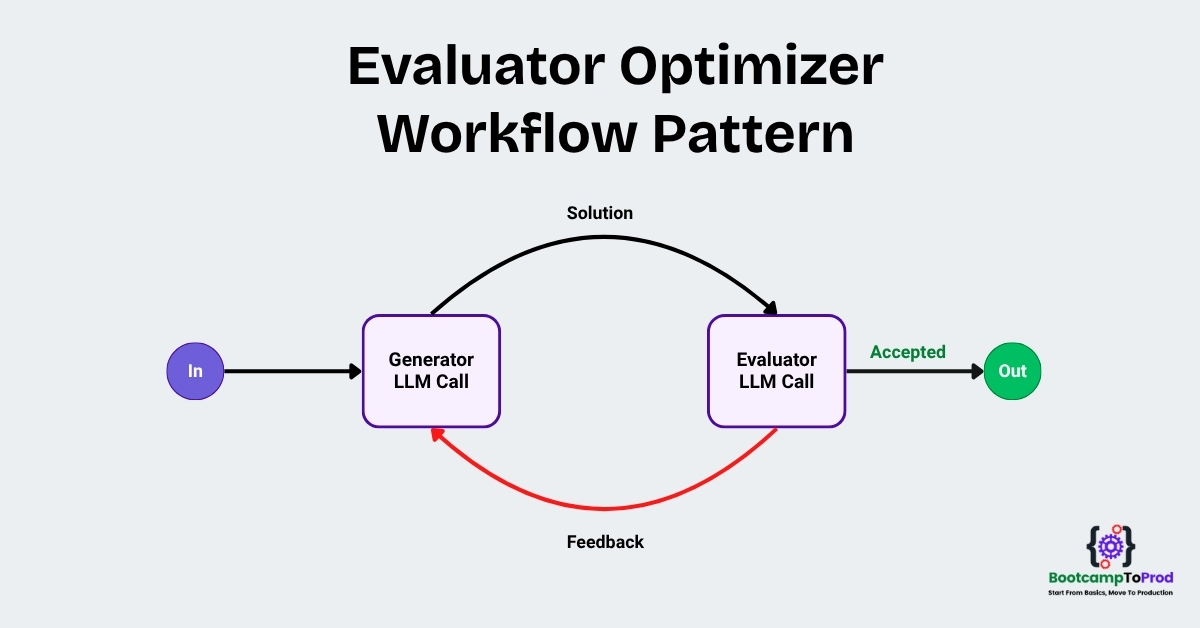 Evaluator Optimizer
Workflow Pattern
Solution
In
Generator
LLM Call
Evaluator
LLM Call
Accepted
Out
Feedback
{ }
BootcampToProd
Start From Basics, Move To Production